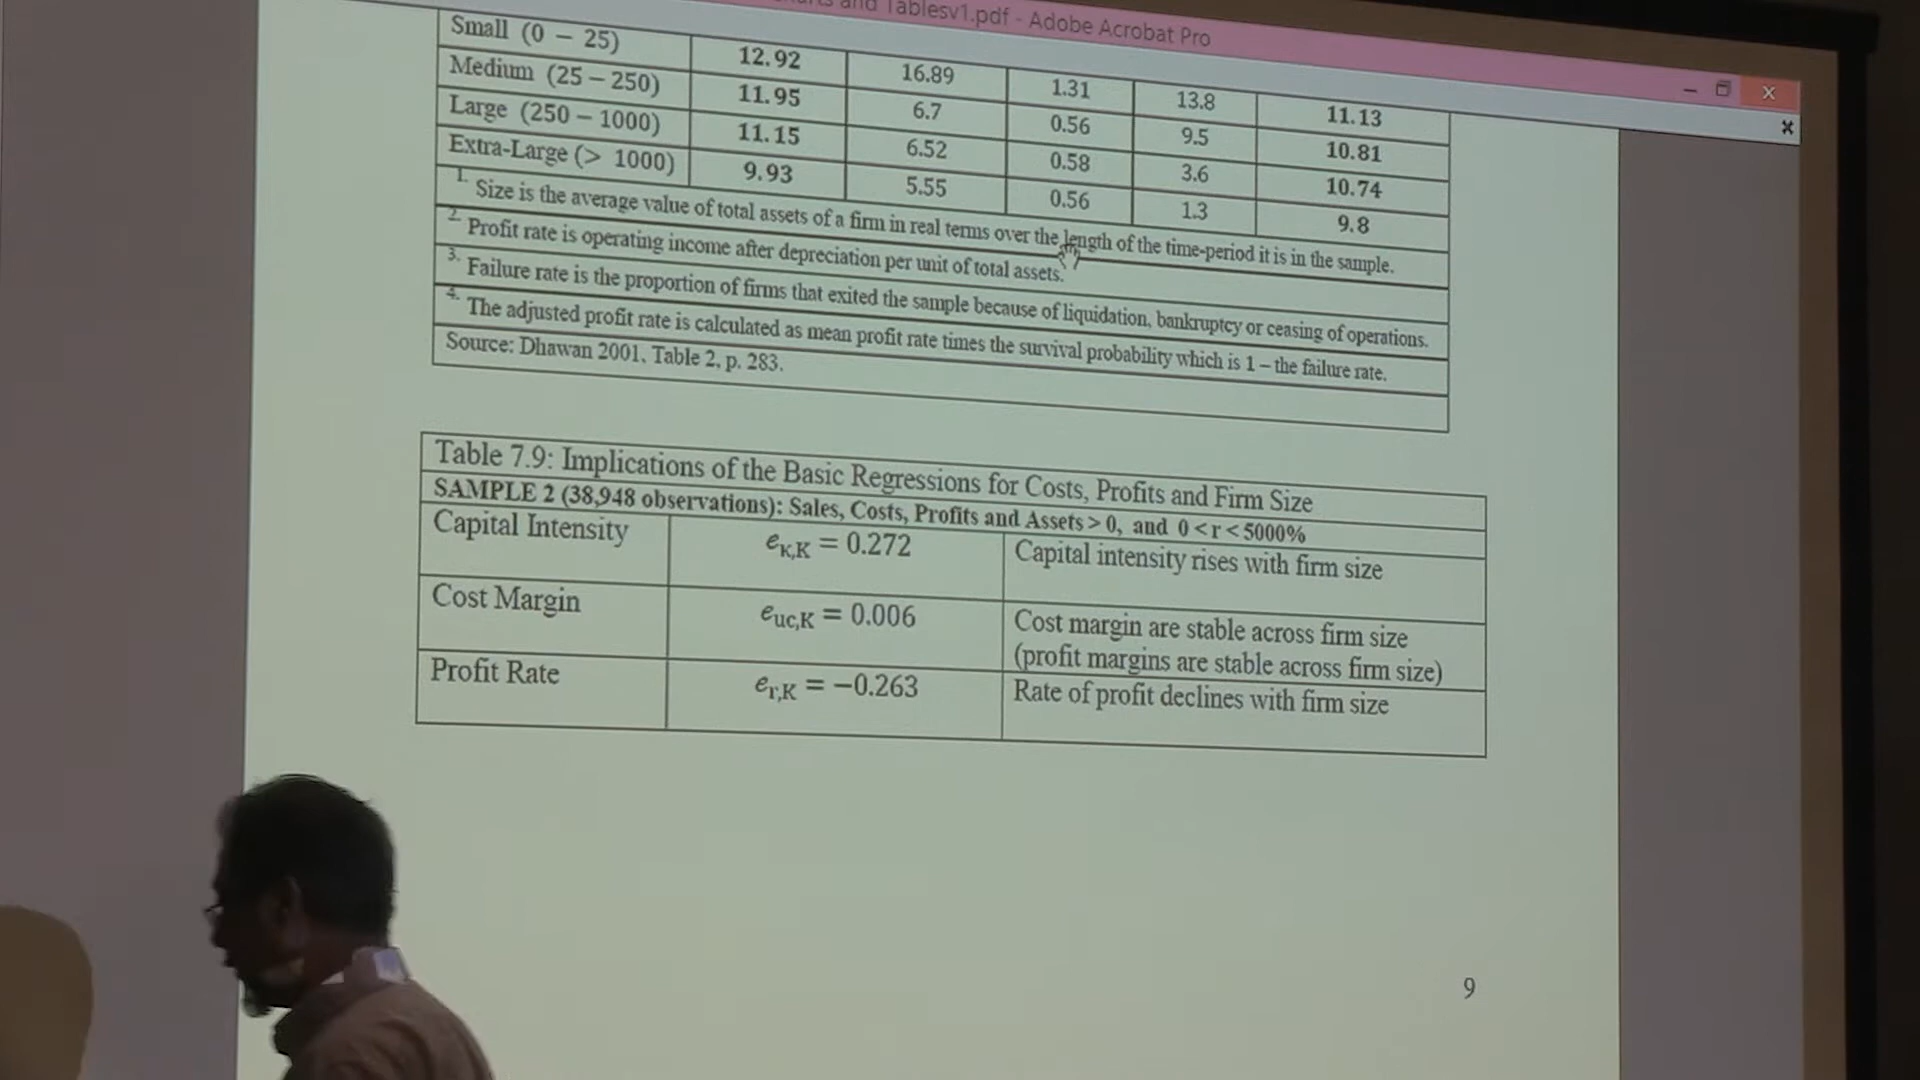 Tablesv1.pdf - Adobe Acrobat Pro
Small (0 – 25) 12.92 16.89 1.31 13.8 11.13
Medium (25 – 250) 11.95 6.7 0.56 9.5 10.81
Large (250 – 1000) 11.15 6.52 0.58 3.6 10.74
Extra-Large (> 1000) 9.93 5.55 0.56 1.3 9.8
1. Size is the average value of total assets of a firm in real terms over the length of the time-period it is in the sample.
2. Profit rate is operating income after depreciation per unit of total assets.
3. Failure rate is the proportion of firms that exited the sample because of liquidation, bankruptcy or ceasing of operations.
4. The adjusted profit rate is calculated as mean profit rate times the survival probability which is 1 – the failure rate.
Source: Dhawan 2001, Table 2, p. 283.
Table 7.9: Implications of the Basic Regressions for Costs, Profits and Firm Size
SAMPLE 2 (38,948 observations): Sales, Costs, Profits and Assets > 0, and 0 < r < 5000%
Capital Intensity eκ,K = 0.272 Capital intensity rises with firm size
Cost Margin euc,K = 0.006 Cost margin are stable across firm size
(profit margins are stable across firm size)
Profit Rate er,K = −0.263 Rate of profit declines with firm size
9